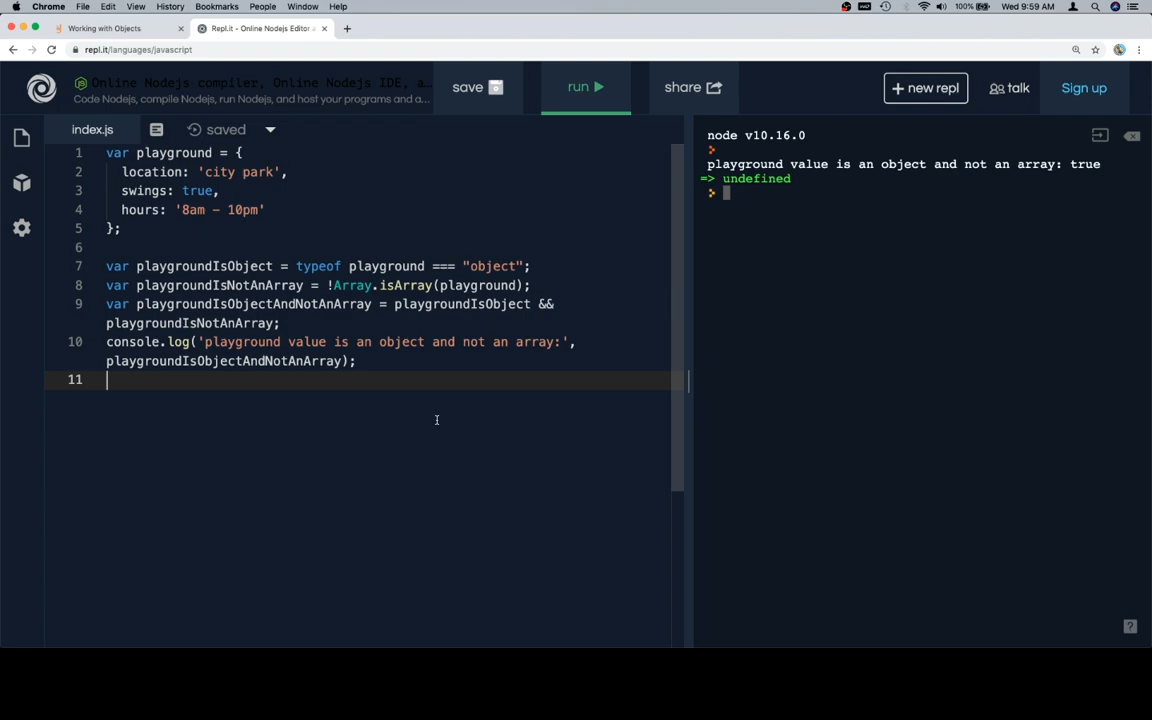 Chrome File Edit View History Bookmarks People Window Help 100% Wed 9:59 AM
Working with Objects
Repl.it - Online Nodejs Editor a
repl.it/languages/javascript
Online Nodejs compiler, Online Nodejs IDE, a...
Code Nodejs, compile Nodejs, run Nodejs, and host your programs and a...
save
run
share
+ new repl
talk
Sign up
index.js
saved
1 var playground = {
2 location: 'city park',
3 swings: true,
4 hours: '8am - 10pm'
5 };
6
7 var playgroundIsObject = typeof playground === "object";
8 var playgroundIsNotAnArray = !Array.isArray(playground);
9 var playgroundIsObjectAndNotAnArray = playgroundIsObject &&
playgroundIsNotAnArray;
10 console.log('playground value is an object and not an array:',
playgroundIsObjectAndNotAnArray);
11
node v10.16.0
playground value is an object and not an array: true
=> undefined
?